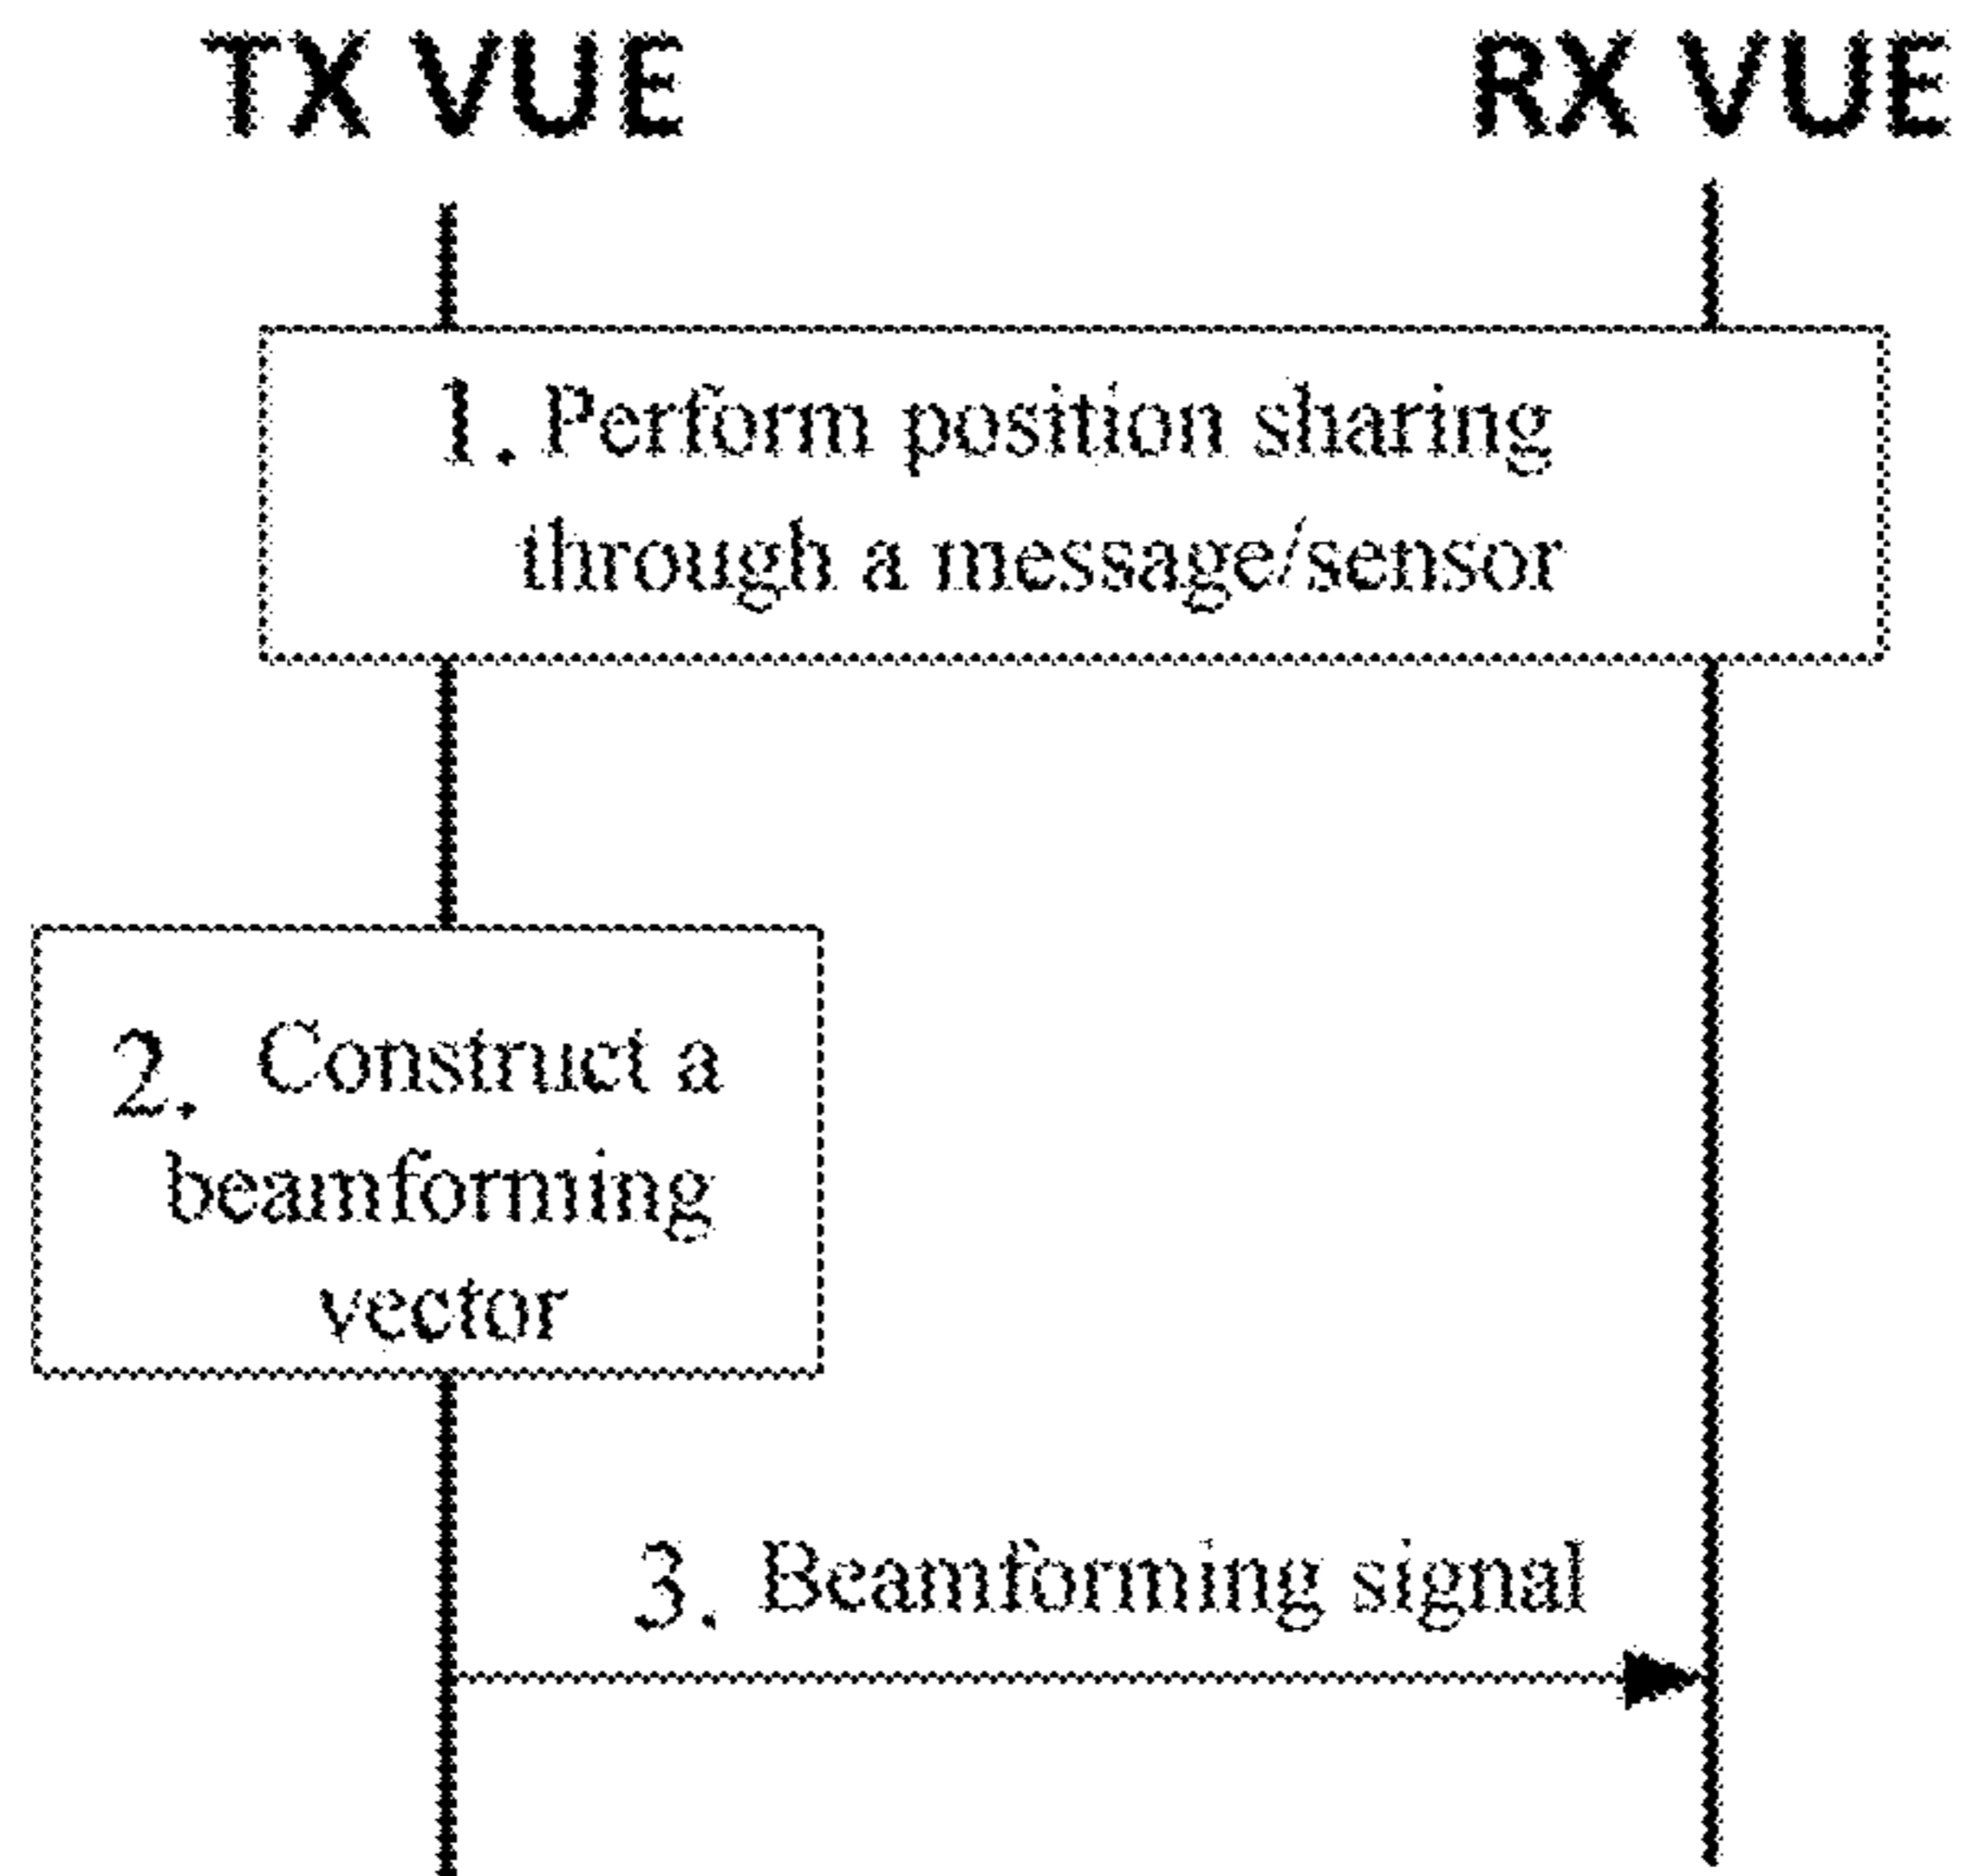 TX VUE
RX VUE
1. Perform position sharing
through a message/sensor
2. Construct a
beamforming
vector
3. Beamforming signal